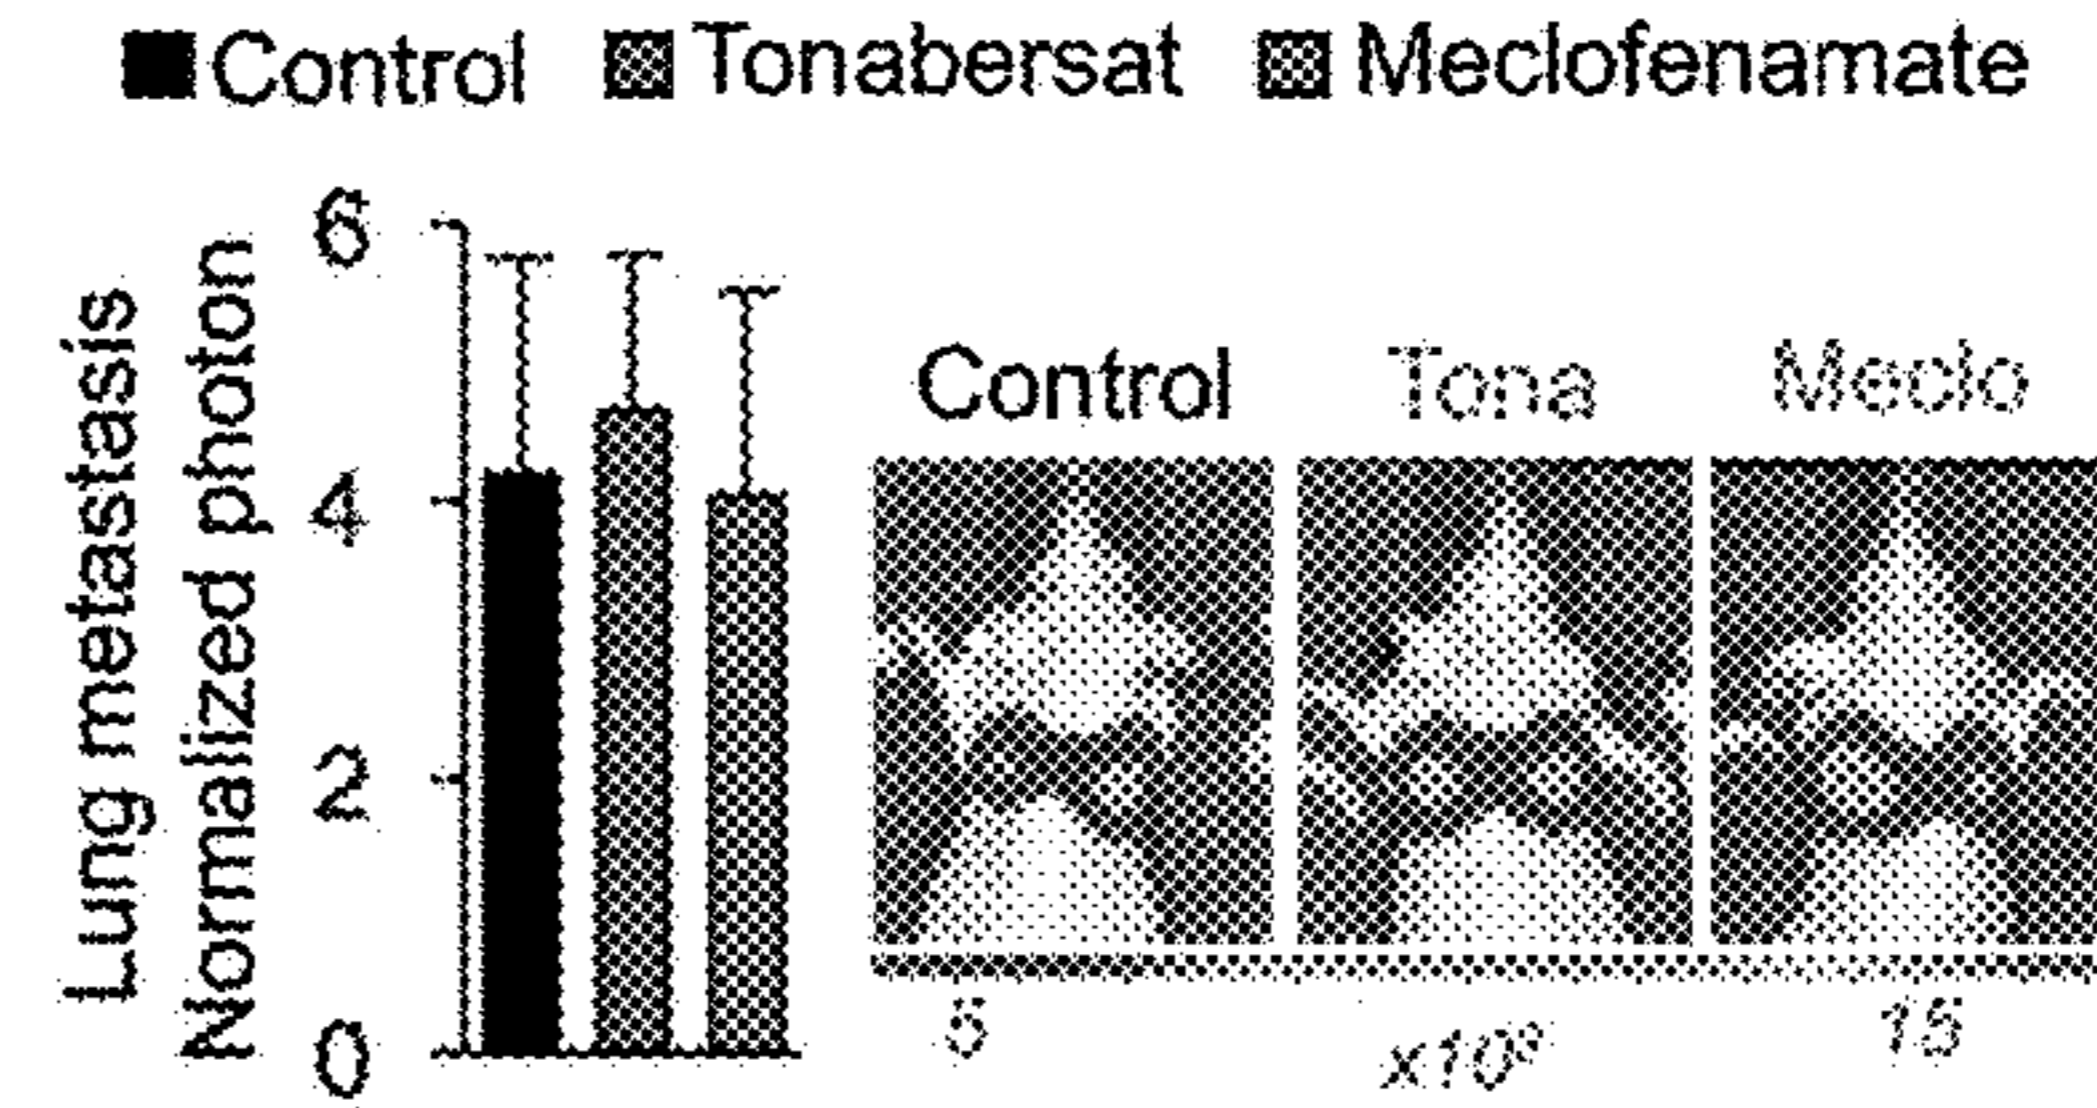 Control Tonabersat Meclofenamate
Lung metastasis
Normalized photon
6
4
2
0
Control Tona Meclo
5 15